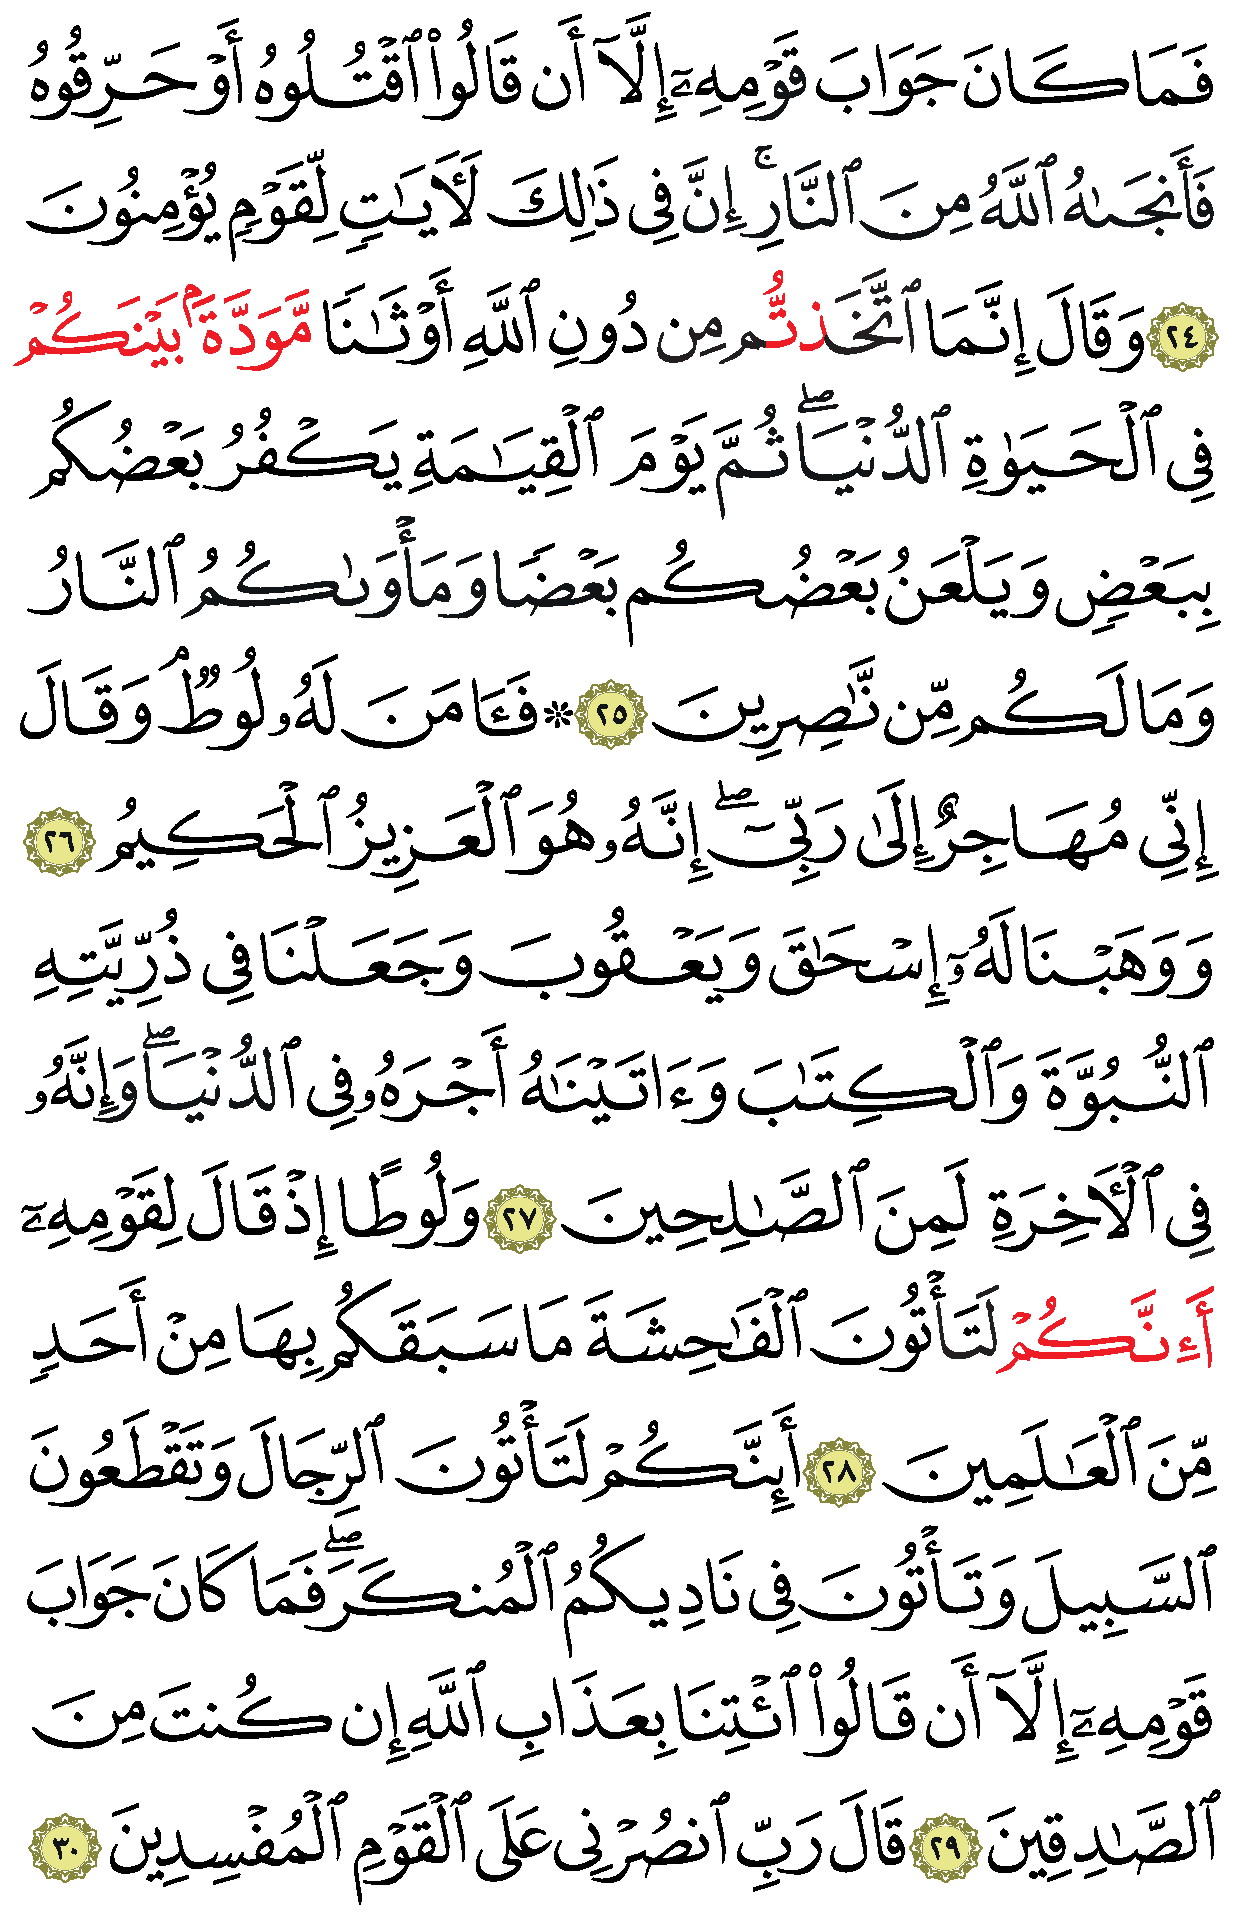 فَمَا كَانَ جَوَابَ قَوْمِهِۦٓ إِلَّآ أَن قَالُوا۟ ٱقْتُلُوهُ أَوْ حَرِّقُوهُ
فَأَنجَىٰهُ ٱللَّهُ مِنَ ٱلنَّارِ ۚ إِنَّ فِى ذَٰلِكَ لَأٓيَـٰتٍ لِّقَوْمٍ يُؤْمِنُونَ
٢٤ وَقَالَ إِنَّمَا ٱتَّخَذتُّم مِن دُونِ ٱللَّهِ أَوْثَـٰنًا مَّوَدَّةَۢ بَيْنَكُمْ
فِى ٱلْحَيَوٰةِ ٱلدُّنْيَا ۖ ثُمَّ يَوْمَ ٱلْقِيَـٰمَةِ يَكْفُرُ بَعْضُكُم
بِبَعْضٍ وَيَلْعَنُ بَعْضُكُم بَعْضًا وَمَأْوَىٰكُمُ ٱلنَّارُ
وَمَا لَكُم مِّن نَّـٰصِرِينَ ٢٥ ۞ فَـَٔامَنَ لَهُۥ لُوطٌۘ وَقَالَ
إِنِّى مُهَاجِرٌ إِلَىٰ رَبِّىٓ ۖ إِنَّهُۥ هُوَ ٱلْعَزِيزُ ٱلْحَكِيمُ ٢٦
وَوَهَبْنَا لَهُۥٓ إِسْحَـٰقَ وَيَعْقُوبَ وَجَعَلْنَا فِى ذُرِّيَّتِهِ
ٱلنُّبُوَّةَ وَٱلْكِتَـٰبَ وَءَاتَيْنَـٰهُ أَجْرَهُۥ فِى ٱلدُّنْيَا ۖ وَإِنَّهُۥ
فِى ٱلْأَخِرَةِ لَمِنَ ٱلصَّـٰلِحِينَ ٢٧ وَلُوطًا إِذْ قَالَ لِقَوْمِهِۦٓ
أَءِنَّكُمْ لَتَأْتُونَ ٱلْفَـٰحِشَةَ مَا سَبَقَكُم بِهَا مِنْ أَحَدٍ
مِّنَ ٱلْعَـٰلَمِينَ ٢٨ أَئِنَّكُمْ لَتَأْتُونَ ٱلرِّجَالَ وَتَقْطَعُونَ
ٱلسَّبِيلَ وَتَأْتُونَ فِى نَادِيكُمُ ٱلْمُنكَرَ ۖ فَمَا كَانَ جَوَابَ
قَوْمِهِۦٓ إِلَّآ أَن قَالُوا۟ ٱئْتِنَا بِعَذَابِ ٱللَّهِ إِن كُنتَ مِنَ
ٱلصَّـٰدِقِينَ ٢٩ قَالَ رَبِّ ٱنصُرْنِى عَلَى ٱلْقَوْمِ ٱلْمُفْسِدِينَ ٣٠